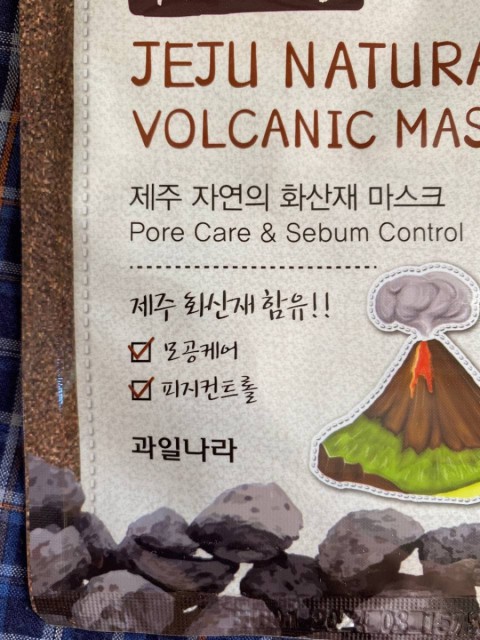 JEJU NATURA
VOLCANIC MAS
제주 자연의 화산재 마스크
Pore Care & Sebum Control
제주 화산재 함유!!
모공케어
피지컨트롤
과일나라